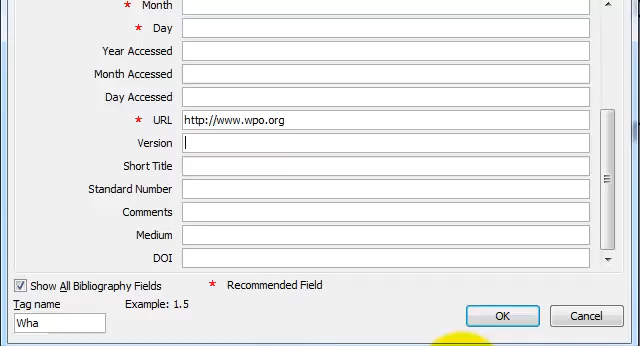 * Month
* Day
Year Accessed
Month Accessed
Day Accessed
* URL http://www.wpo.org
Version
Short Title
Standard Number
Comments
Medium
DOI
Show All Bibliography Fields * Recommended Field
Tag name Example: 1.5
Wha
OK Cancel